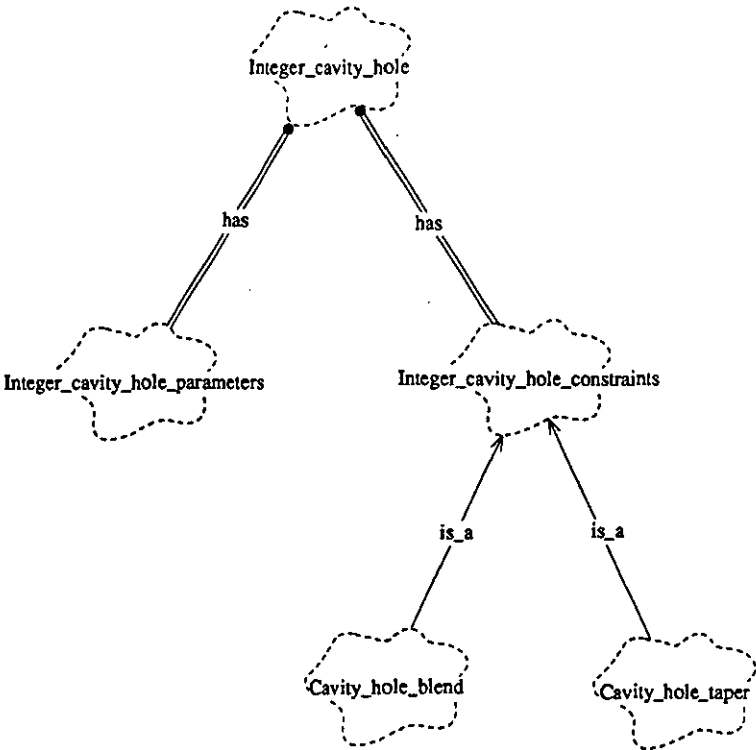 Integer_cavity_hole
has
has
Integer_cavity_hole_parameters
Integer_cavity_hole_constraints
is_a
is_a
Cavity_hole_blend
Cavity_hole_taper